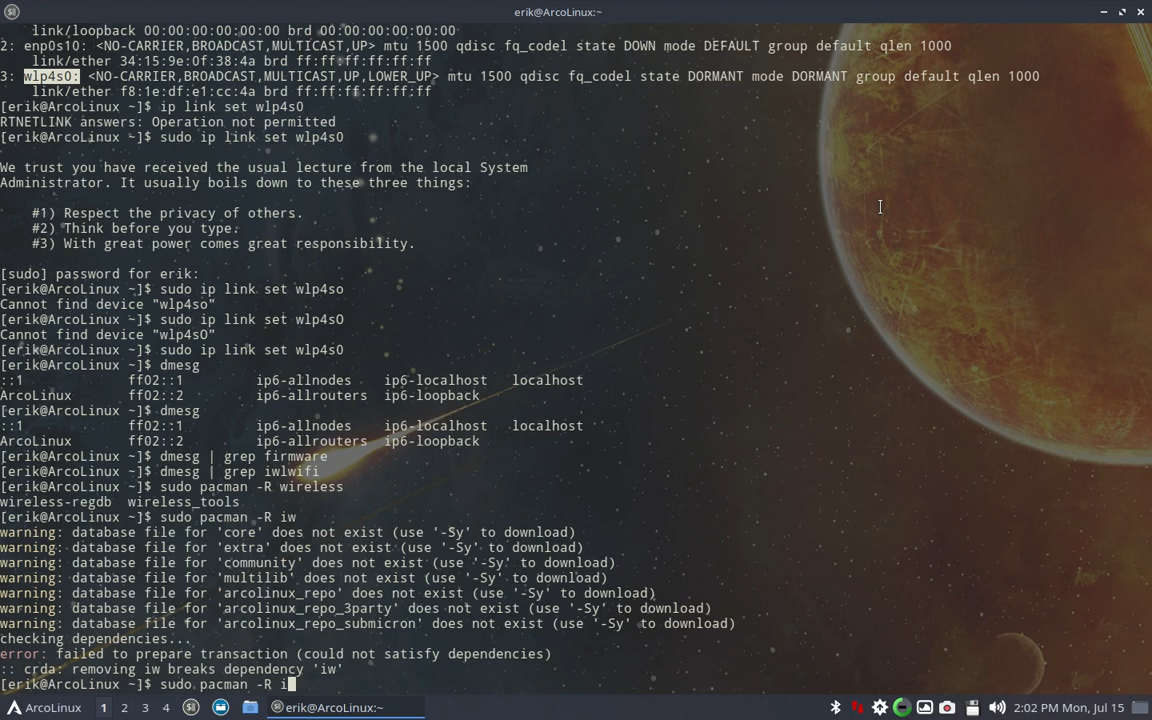 erik@ArcoLinux:~
link/loopback 00:00:00:00:00:00 brd 00:00:00:00:00:00
2: enp0s10: <NO-CARRIER,BROADCAST,MULTICAST,UP> mtu 1500 qdisc fq_codel state DOWN mode DEFAULT group default qlen 1000
link/ether 34:15:9e:0f:38:4a brd ff:ff:ff:ff:ff:ff
3: wlp4s0: <NO-CARRIER,BROADCAST,MULTICAST,UP,LOWER_UP> mtu 1500 qdisc fq_codel state DORMANT mode DORMANT group default qlen 1000
link/ether f8:1e:df:e1:cc:4a brd ff:ff:ff:ff:ff:ff
[erik@ArcoLinux ~]$ ip link set wlp4s0
RTNETLINK answers: Operation not permitted
[erik@ArcoLinux ~]$ sudo ip link set wlp4s0
We trust you have received the usual lecture from the local System
Administrator. It usually boils down to these three things:
#1) Respect the privacy of others.
#2) Think before you type.
#3) With great power comes great responsibility.
[sudo] password for erik:
[erik@ArcoLinux ~]$ sudo ip link set wlp4so
Cannot find device "wlp4so"
[erik@ArcoLinux ~]$ sudo ip link set wlp4sO
Cannot find device "wlp4sO"
[erik@ArcoLinux ~]$ sudo ip link set wlp4s0
[erik@ArcoLinux ~]$ dmesg
::1 ff02::1 ip6-allnodes ip6-localhost localhost
ArcoLinux ff02::2 ip6-allrouters ip6-loopback
[erik@ArcoLinux ~]$ dmesg
::1 ff02::1 ip6-allnodes ip6-localhost localhost
ArcoLinux ff02::2 ip6-allrouters ip6-loopback
[erik@ArcoLinux ~]$ dmesg | grep firmware
[erik@ArcoLinux ~]$ dmesg | grep iwlwifi
[erik@ArcoLinux ~]$ sudo pacman -R wireless
wireless-regdb wireless_tools
[erik@ArcoLinux ~]$ sudo pacman -R iw
warning: database file for 'core' does not exist (use '-Sy' to download)
warning: database file for 'extra' does not exist (use '-Sy' to download)
warning: database file for 'community' does not exist (use '-Sy' to download)
warning: database file for 'multilib' does not exist (use '-Sy' to download)
warning: database file for 'arcolinux_repo' does not exist (use '-Sy' to download)
warning: database file for 'arcolinux_repo_3party' does not exist (use '-Sy' to download)
warning: database file for 'arcolinux_repo_submicron' does not exist (use '-Sy' to download)
checking dependencies...
error: failed to prepare transaction (could not satisfy dependencies)
:: crda: removing iw breaks dependency 'iw'
[erik@ArcoLinux ~]$ sudo pacman -R i
ArcoLinux 1 2 3 4 erik@ArcoLinux:~ 2:02 PM Mon, Jul 15